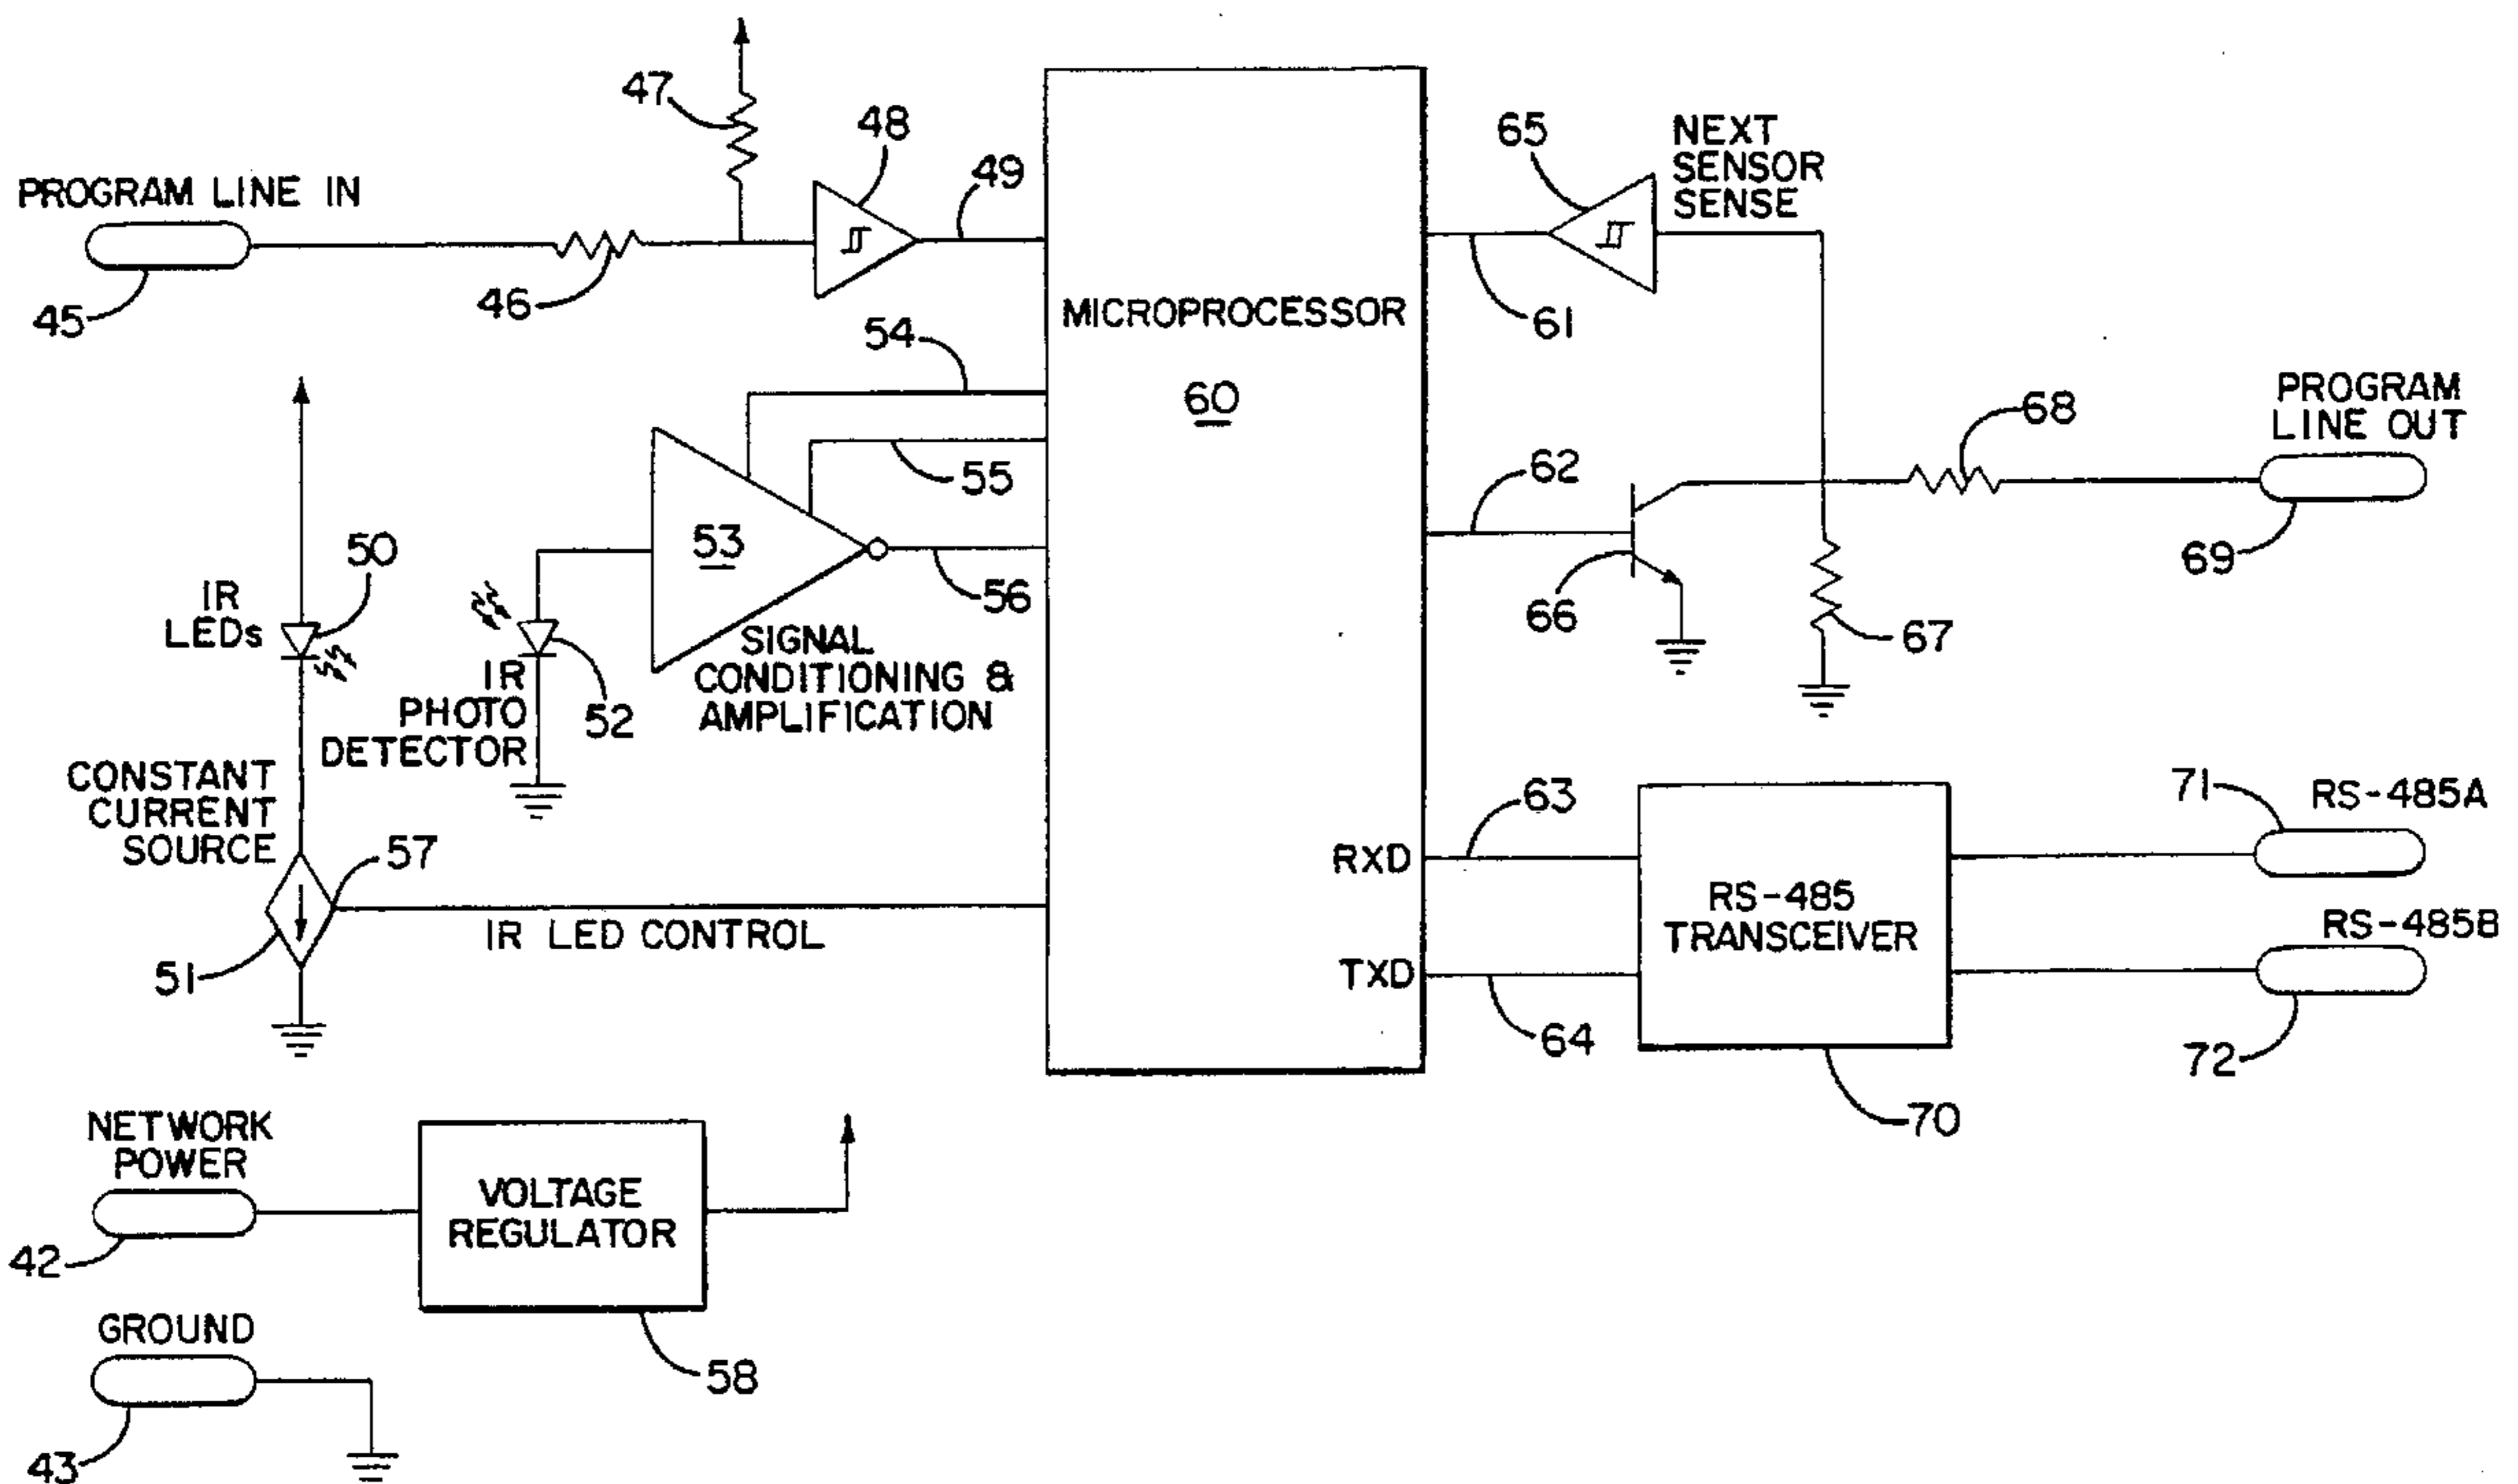 47
48
49
PROGRAM LINE IN
45
46
54
55
56
53
50
IR
LEDs
IR
PHOTO
DETECTOR
52
SIGNAL
CONDITIONING &
AMPLIFICATION
CONSTANT
CURRENT
SOURCE
57
51
IR LED CONTROL
MICROPROCESSOR
60
RXD
TXD
65
NEXT
SENSOR
SENSE
61
62
66
67
68
PROGRAM
LINE OUT
69
63
64
RS-485
TRANSCEIVER
70
71
RS-485A
RS-485B
72
NETWORK
POWER
42
VOLTAGE
REGULATOR
58
GROUND
43